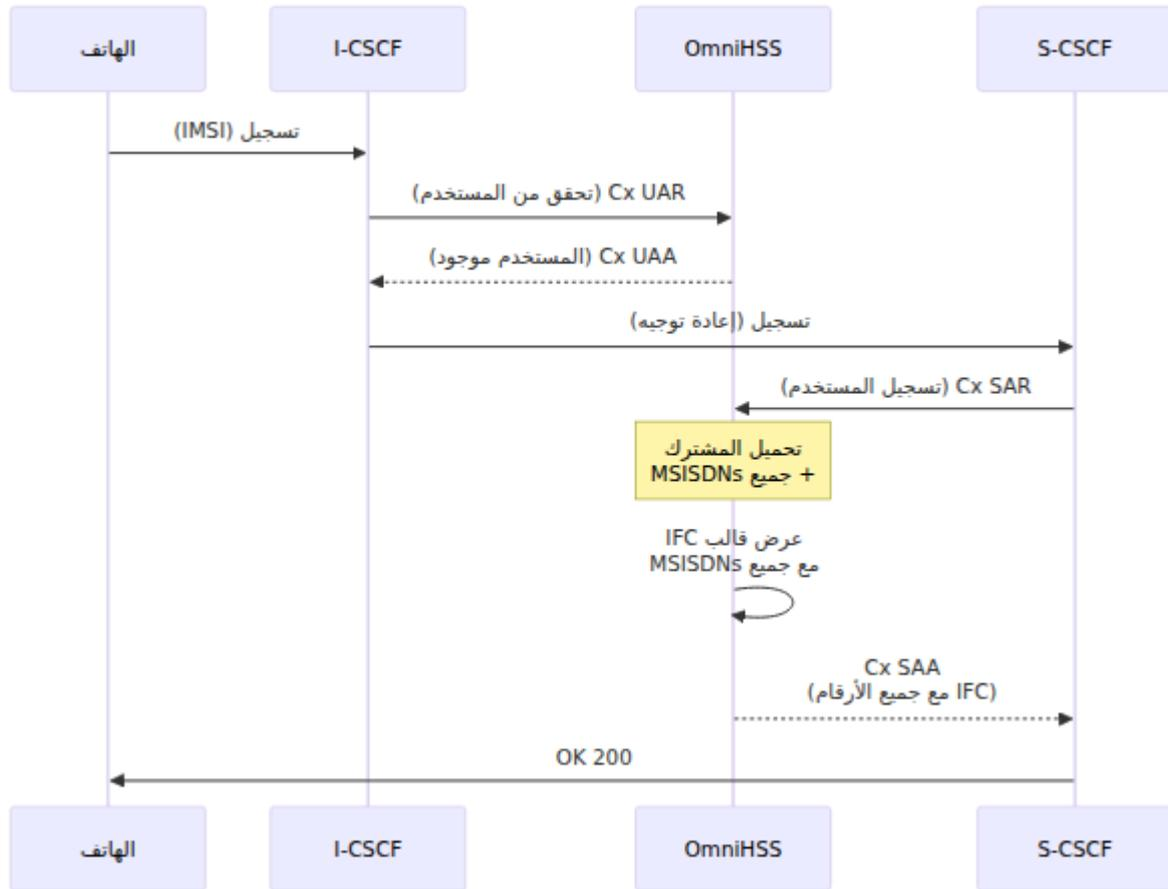 الهاتف
I-CSCF
OmniHSS
S-CSCF
تسجيل (IMSI)
Cx UAR (تحقق من المستخدم)
Cx UAA (المستخدم موجود)
تسجيل (إعادة توجيه)
Cx SAR (تسجيل المستخدم)
تحميل المشترك
+ جميع MSISDNs
عرض قالب IFC
مع جميع MSISDNs
Cx SAA
(IFC مع جميع الأرقام)
200 OK
الهاتف
I-CSCF
OmniHSS
S-CSCF